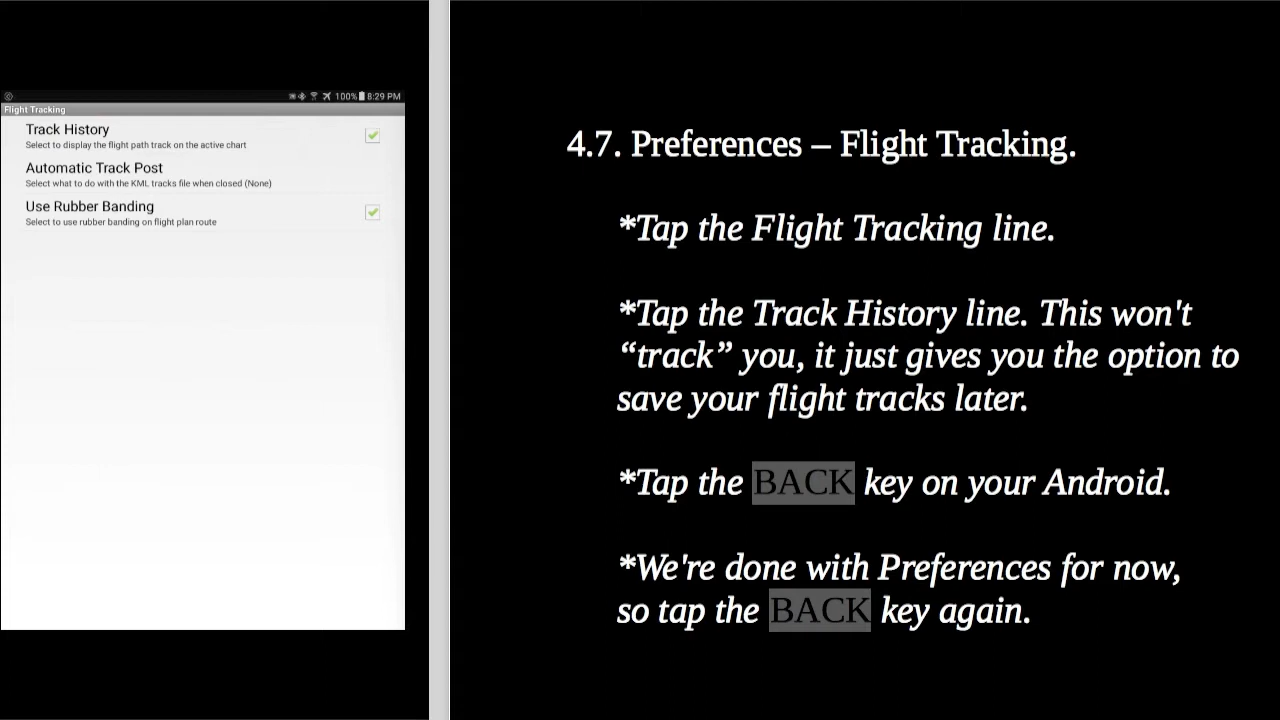 100% 8:29 PM
Flight Tracking
Track History
Select to display the flight path track on the active chart
Automatic Track Post
Select what to do with the KML tracks file when closed (None)
Use Rubber Banding
Select to use rubber banding on flight plan route
4.7. Preferences – Flight Tracking.
*Tap the Flight Tracking line.
*Tap the Track History line. This won't
“track” you, it just gives you the option to
save your flight tracks later.
*Tap the BACK key on your Android.
*We're done with Preferences for now,
so tap the BACK key again.